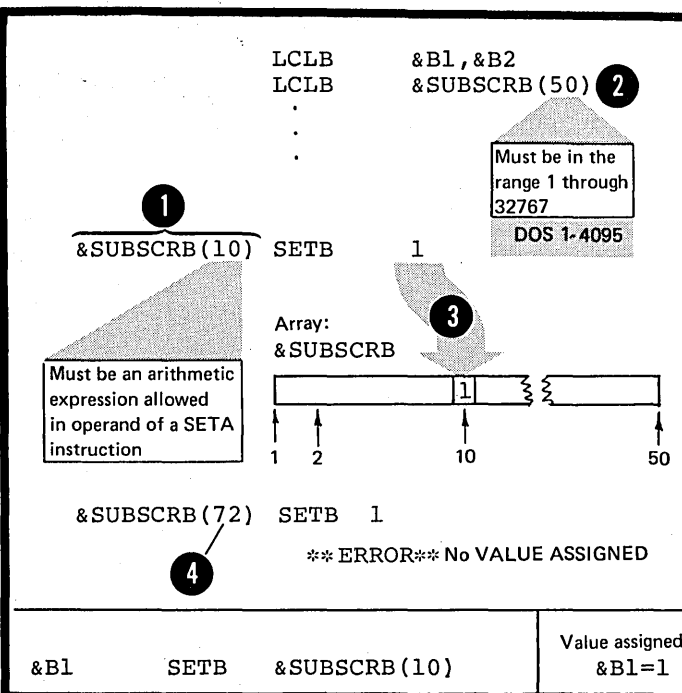 LCLB &B1,&B2
LCLB &SUBSCRB(50) 2
.
.
.
Must be in the
range 1 through
32767
DOS 1-4095
1
&SUBSCRB(10) SETB 1
3
Array:
&SUBSCRB
Must be an arithmetic
expression allowed
in operand of a SETA
instruction
1
1 2 10 50
&SUBSCRB(72) SETB 1
4
** ERROR** No VALUE ASSIGNED
Value assigned
&B1 SETB &SUBSCRB(10) &B1=1